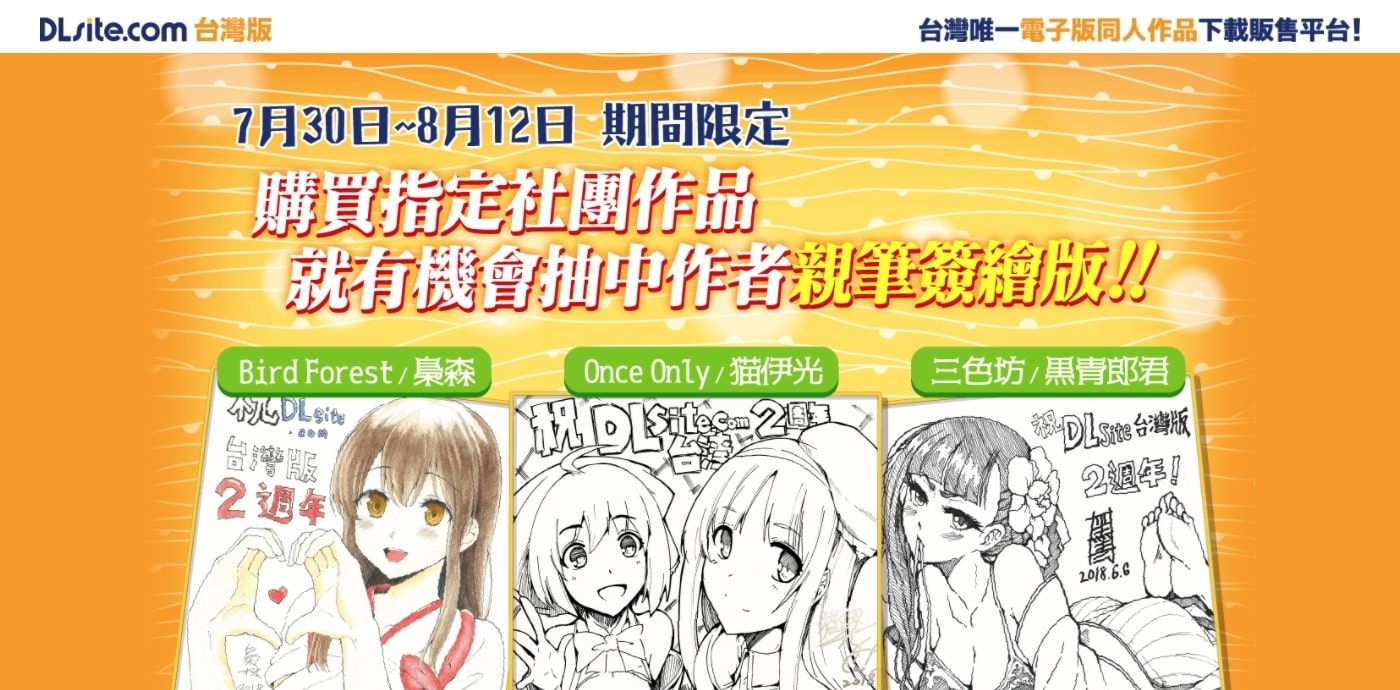 DLsite.com 台灣版
台灣唯一電子版同人作品下載販售平台!
7月30日~8月12日 期間限定
購買指定社團作品
就有機會抽中作者親筆簽繪版!!
Bird Forest / 梟森
Once Only / 猫伊光
三色坊 / 黒青郎君
祝DLsite
.com
台灣版
2週年
祝DLsite.com 2周年
台湾
祝DLsite台灣版
2週年!
2018.6.6